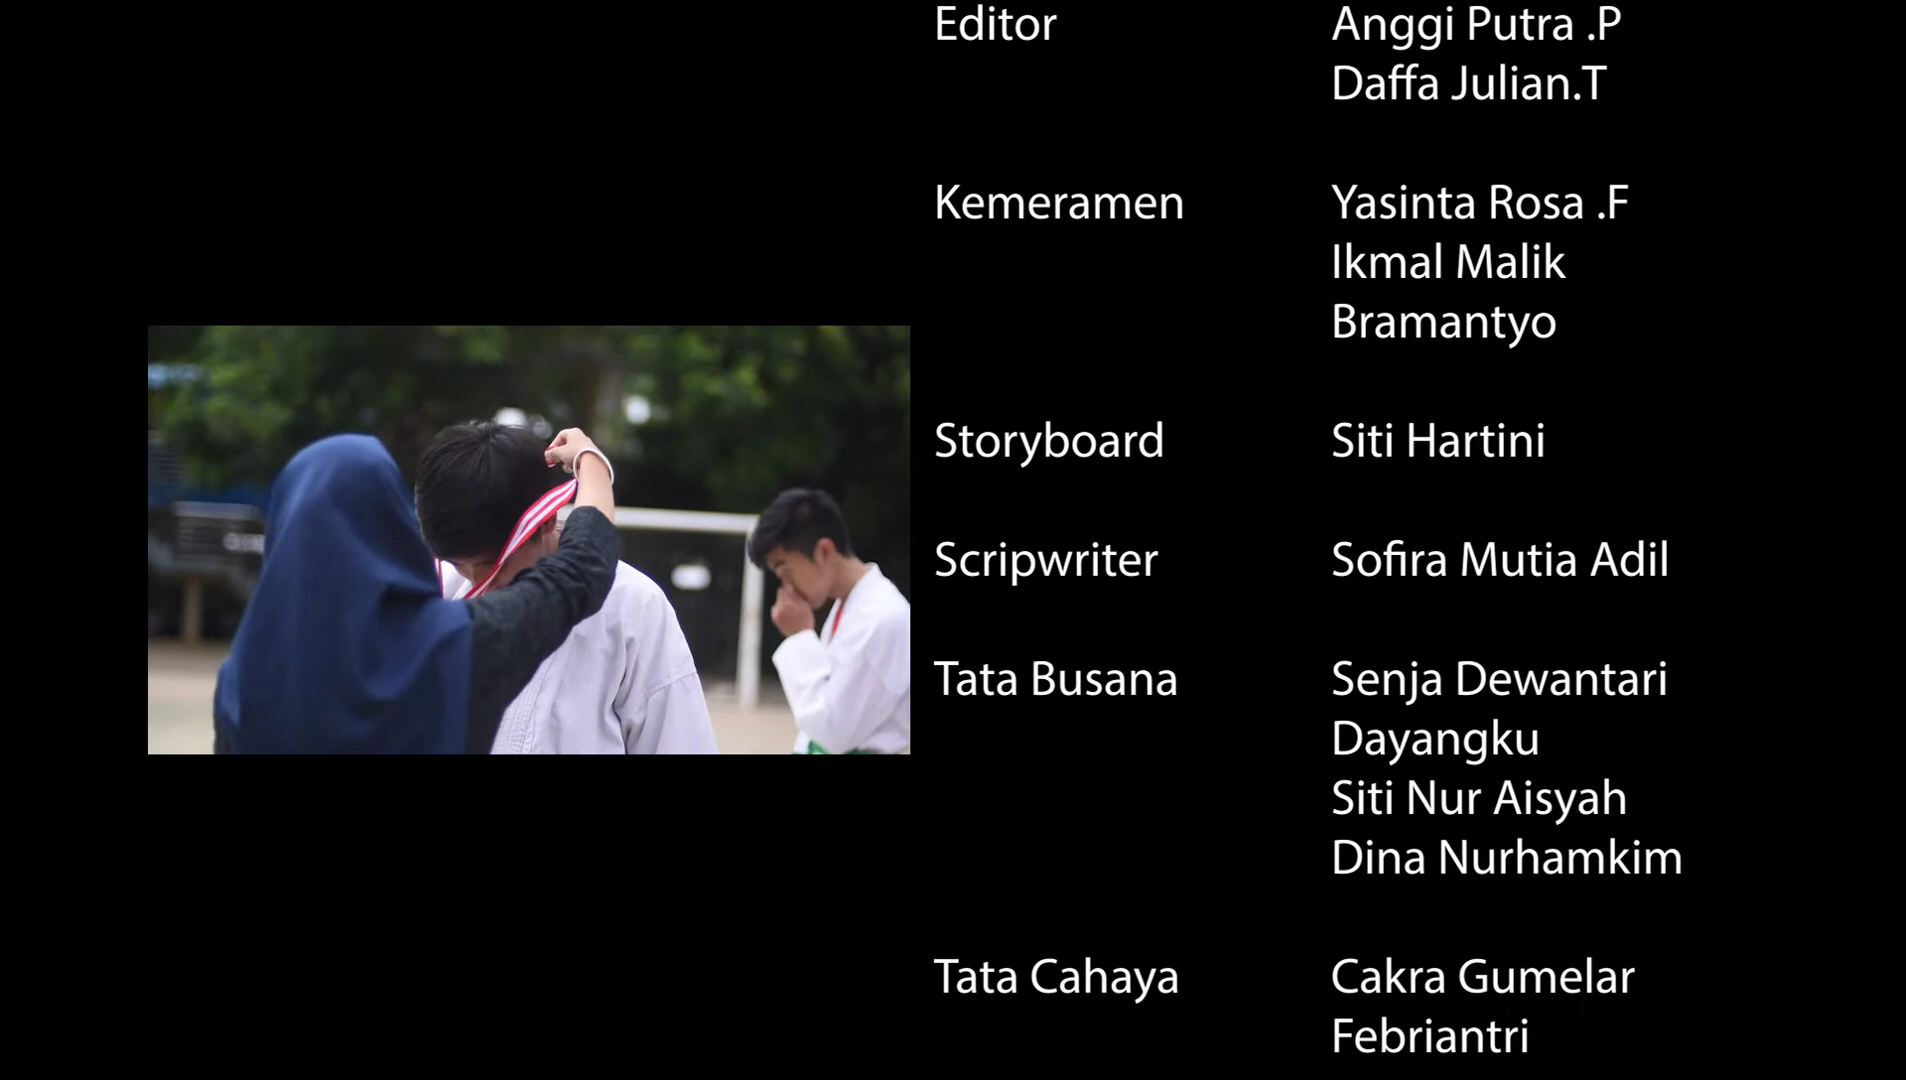 Editor Anggi Putra .P
Daffa Julian.T
Kemeramen Yasinta Rosa .F
Ikmal Malik
Bramantyo
Storyboard Siti Hartini
Scripwriter Sofira Mutia Adil
Tata Busana Senja Dewantari
Dayangku
Siti Nur Aisyah
Dina Nurhamkim
Tata Cahaya Cakra Gumelar
Febriantri